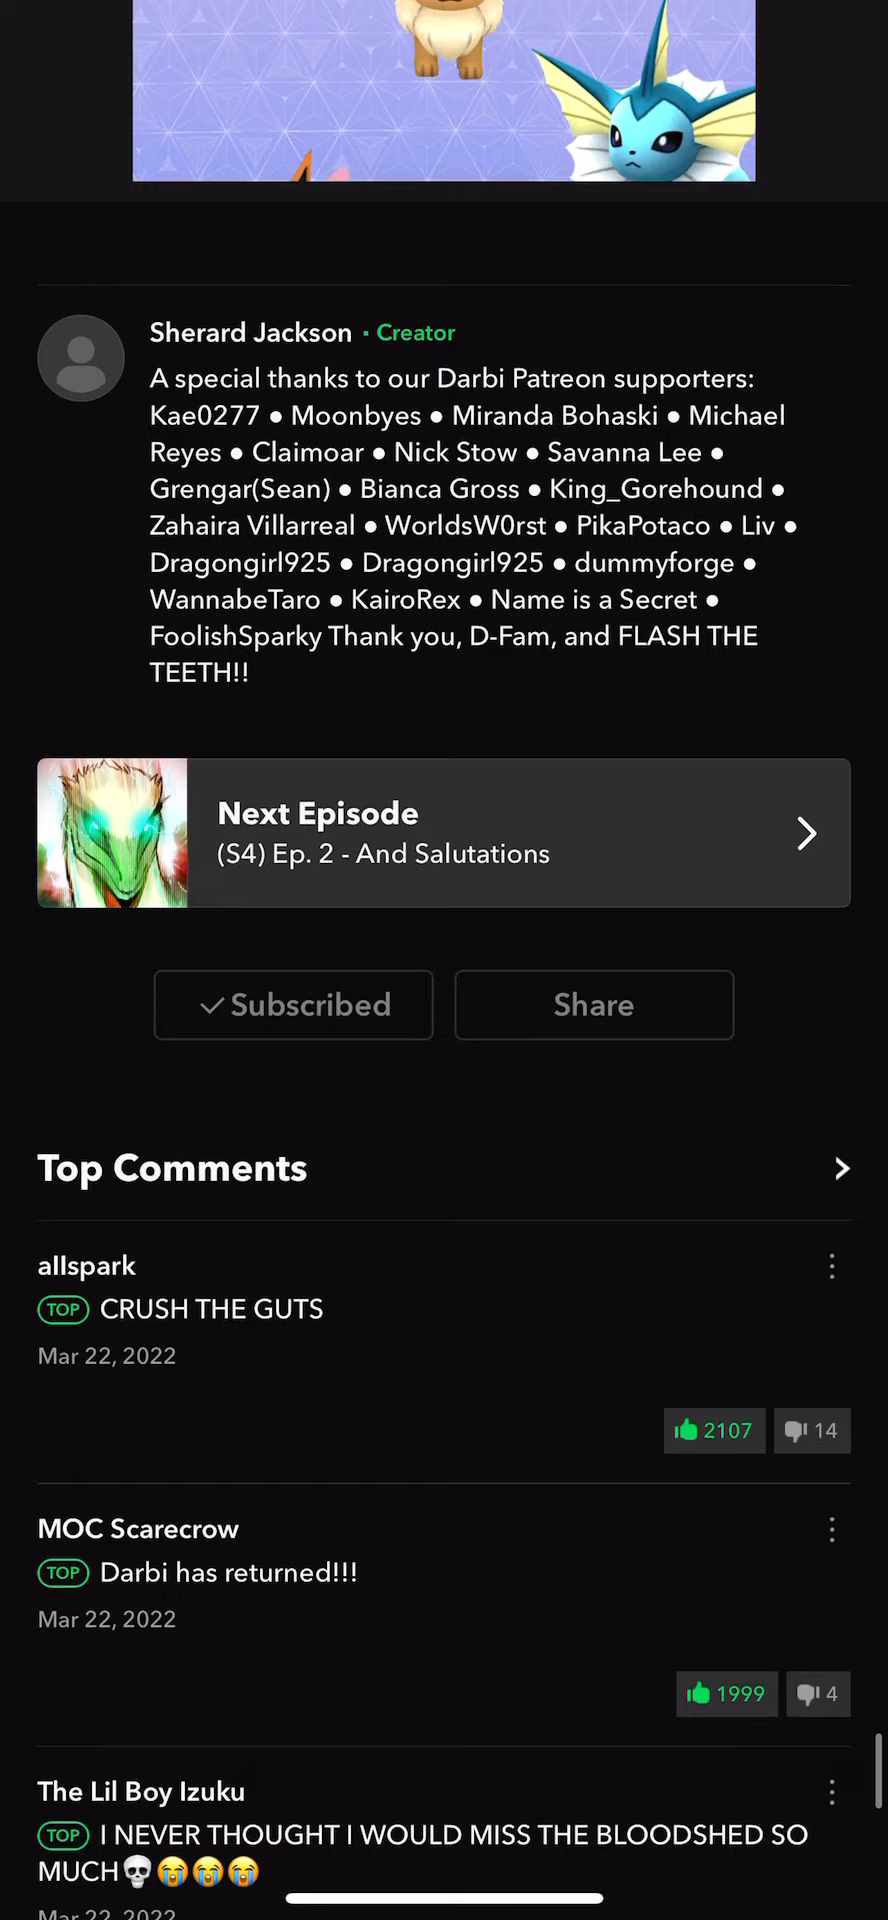 Sherard Jackson • Creator
A special thanks to our Darbi Patreon supporters:
Kae0277 ● Moonbyes ● Miranda Bohaski ● Michael
Reyes ● Claimoar ● Nick Stow ● Savanna Lee ●
Grengar(Sean) ● Bianca Gross ● King_Gorehound ●
Zahaira Villarreal ● WorldsW0rst ● PikaPotaco ● Liv ●
Dragongirl925 ● Dragongirl925 ● dummyforge ●
WannabeTaro ● KairoRex ● Name is a Secret ●
FoolishSparky Thank you, D-Fam, and FLASH THE
TEETH!!
Next Episode
(S4) Ep. 2 - And Salutations
Subscribed
Share
Top Comments
allspark
TOP CRUSH THE GUTS
Mar 22, 2022
2107 14
MOC Scarecrow
TOP Darbi has returned!!!
Mar 22, 2022
1999 4
The Lil Boy Izuku
TOP I NEVER THOUGHT I WOULD MISS THE BLOODSHED SO
MUCH💀😭😭😭
Mar 22, 2022